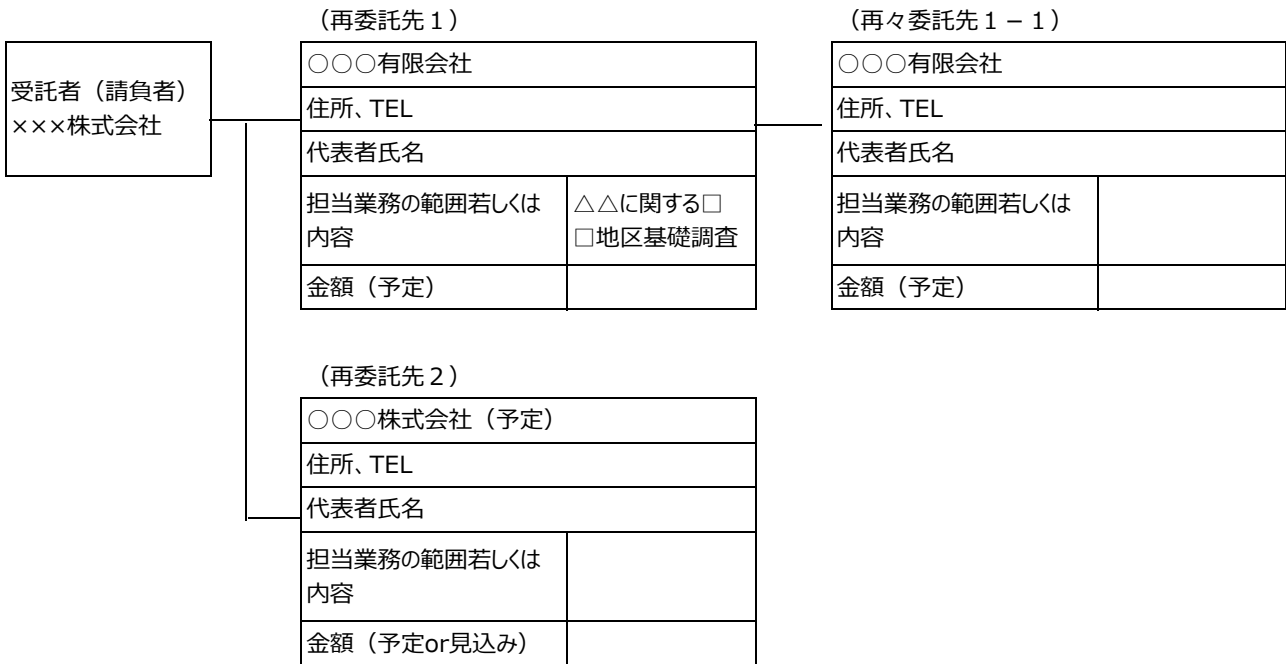 受託者（請負者）
×××株式会社
（再委託先１）
○○○有限会社
住所、TEL
代表者氏名
担当業務の範囲若しくは
内容
△△に関する□
□地区基礎調査
金額（予定）
（再々委託先１－１）
○○○有限会社
住所、TEL
代表者氏名
担当業務の範囲若しくは
内容
金額（予定）
（再委託先２）
○○○株式会社（予定）
住所、TEL
代表者氏名
担当業務の範囲若しくは
内容
金額（予定or見込み）